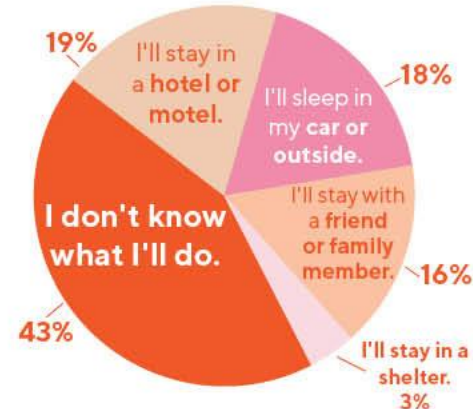 19%
I'll stay in
a hotel or
motel.
18%
I'll sleep in
my car or
outside.
I'll stay with
a friend
or family
member.
16%
I'll stay in a
shelter.
3%
I don't know
what I'll do.
43%